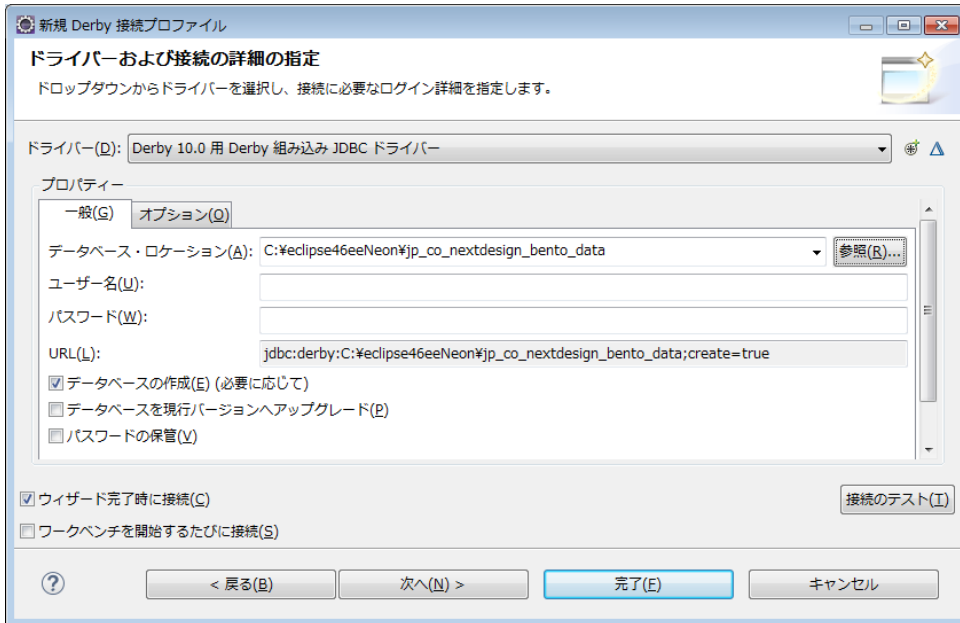 新規 Derby 接続プロファイル
ドライバーおよび接続の詳細の指定
ドロップダウンからドライバーを選択し、接続に必要なログイン詳細を指定します。
ドライバー(D): Derby 10.0 用 Derby 組み込み JDBC ドライバー
プロパティー
一般(G) オプション(O)
データベース・ロケーション(A): C:¥eclipse46eeNeon¥jp_co_nextdesign_bento_data 参照(R)...
ユーザー名(U):
パスワード(W):
URL(L): jdbc:derby:C:¥eclipse46eeNeon¥jp_co_nextdesign_bento_data;create=true
データベースの作成(E) (必要に応じて)
データベースを現行バージョンへアップグレード(P)
パスワードの保管(V)
ウィザード完了時に接続(C) 接続のテスト(T)
ワークベンチを開始するたびに接続(S)
? < 戻る(B) 次へ(N) > 完了(F) キャンセル